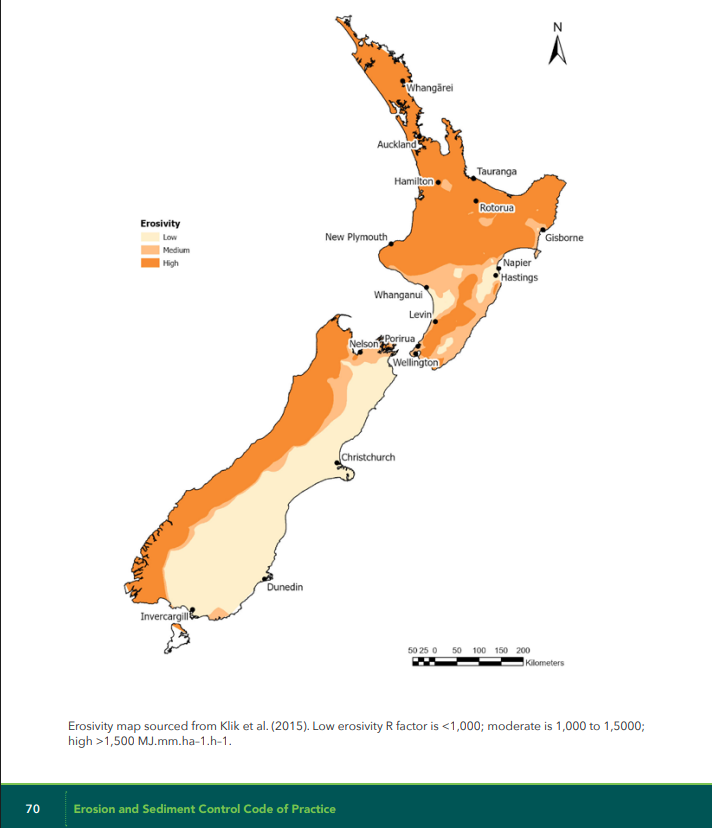 N
Whangārei
Auckland
Tauranga
Hamilton
Rotorua
Erosivity
Low
Medium
High
New Plymouth
Gisborne
Napier
Hastings
Whanganui
Levin
Porirua
Nelson
Wellington
Christchurch
Dunedin
Invercargill
50 25 0 50 100 150 200
Kilometers
Erosivity map sourced from Klik et al. (2015). Low erosivity R factor is <1,000; moderate is 1,000 to 1,5000;
high >1,500 MJ.mm.ha-1.h-1.
70 Erosion and Sediment Control Code of Practice